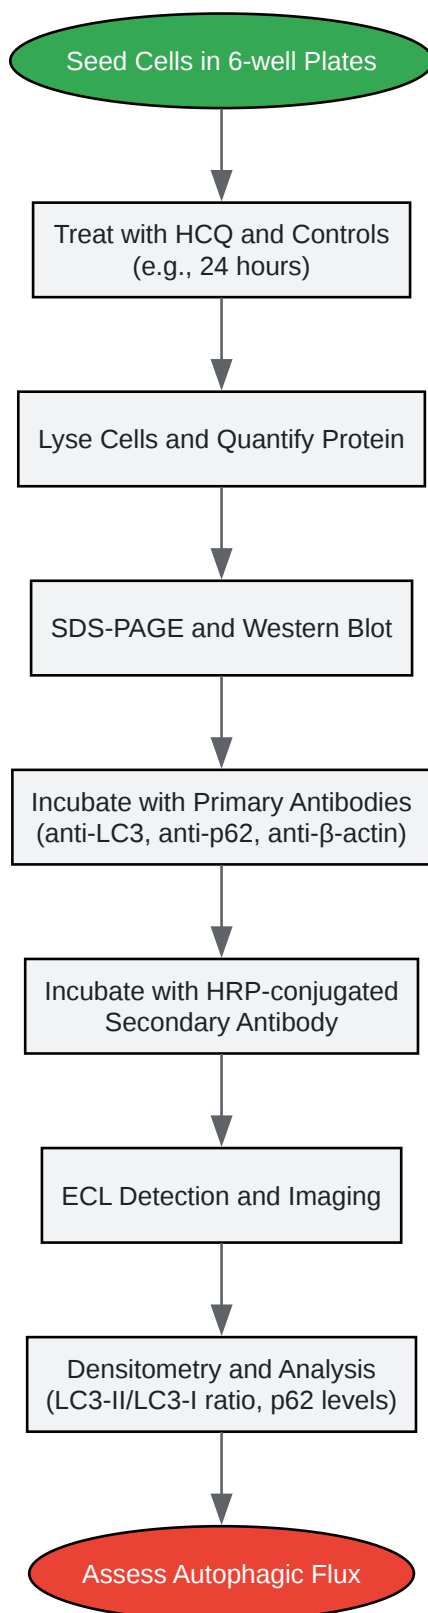 Seed Cells in 6-well Plates
Treat with HCQ and Controls
(e.g., 24 hours)
Lyse Cells and Quantify Protein
SDS-PAGE and Western Blot
Incubate with Primary Antibodies
(anti-LC3, anti-p62, anti-β-actin)
Incubate with HRP-conjugated
Secondary Antibody
ECL Detection and Imaging
Densitometry and Analysis
(LC3-II/LC3-I ratio, p62 levels)
Assess Autophagic Flux